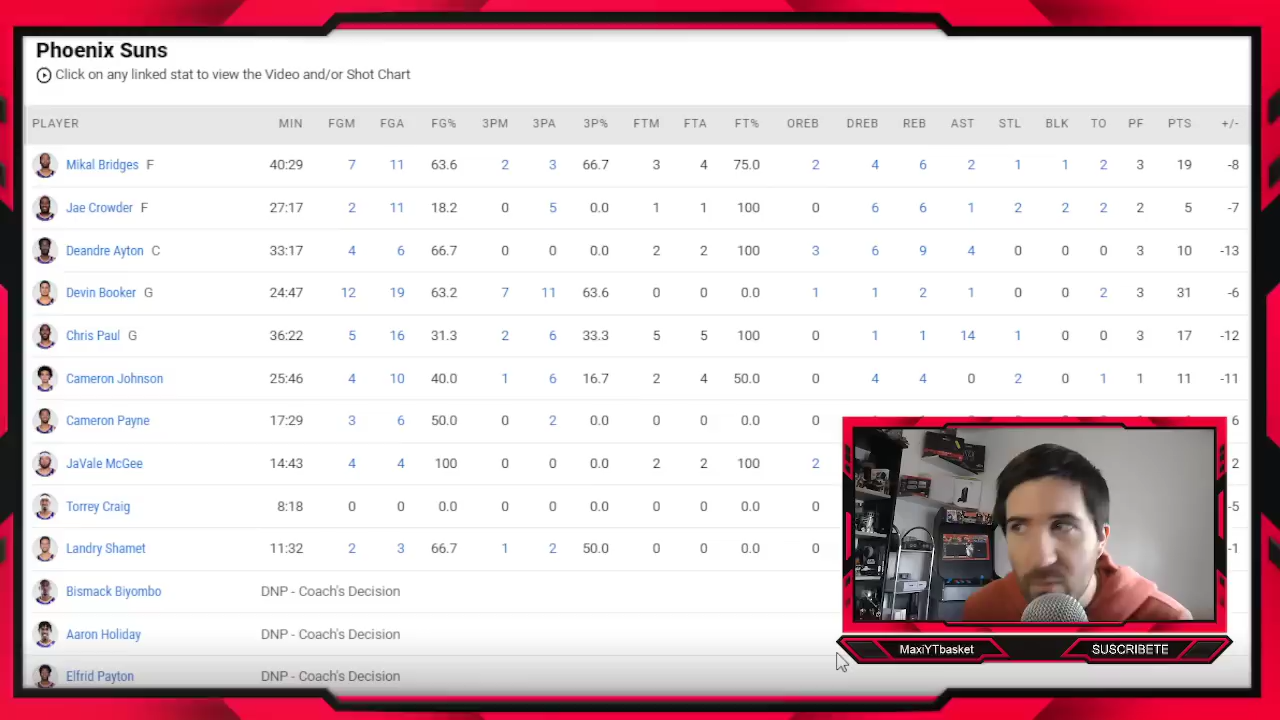 Phoenix Suns
Click on any linked stat to view the Video and/or Shot Chart
PLAYER MIN FGM FGA FG% 3PM 3PA 3P% FTM FTA FT% OREB DREB REB AST STL BLK TO PF PTS +/-
Mikal Bridges F 40:29 7 11 63.6 2 3 66.7 3 4 75.0 2 4 6 2 1 1 2 3 19 -8
Jae Crowder F 27:17 2 11 18.2 0 5 0.0 1 1 100 0 6 6 1 2 2 2 2 5 -7
Deandre Ayton C 33:17 4 6 66.7 0 0 0.0 2 2 100 3 6 9 4 0 0 0 3 10 -13
Devin Booker G 24:47 12 19 63.2 7 11 63.6 0 0 0.0 1 1 2 1 0 0 2 3 31 -6
Chris Paul G 36:22 5 16 31.3 2 6 33.3 5 5 100 0 1 1 14 1 0 0 3 17 -12
Cameron Johnson 25:46 4 10 40.0 1 6 16.7 2 4 50.0 0 4 4 0 2 0 1 1 11 -11
Cameron Payne 17:29 3 6 50.0 0 2 0.0 0 0 0.0 0 6
JaVale McGee 14:43 4 4 100 0 0 0.0 2 2 100 2 2
Torrey Craig 8:18 0 0 0.0 0 0 0.0 0 0 0.0 0 -5
Landry Shamet 11:32 2 3 66.7 1 2 50.0 0 0 0.0 0 -1
Bismack Biyombo DNP - Coach's Decision
Aaron Holiday DNP - Coach's Decision
Elfrid Payton DNP - Coach's Decision
MaxiYTbasket SUSCRIBETE